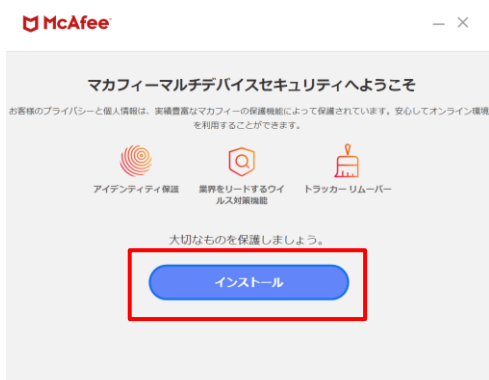 McAfee
マカフィーマルチデバイスセキュリティへようこそ
お客様のプライバシーと個人情報は、実績豊富なマカフィーの保護機能によって保護されています。安心してオンライン環境
を利用することができます。
アイデンティティ保護
業界をリードするウイ
ルス対策機能
トラッカー リムーバー
大切なものを保護しましょう。
インストール